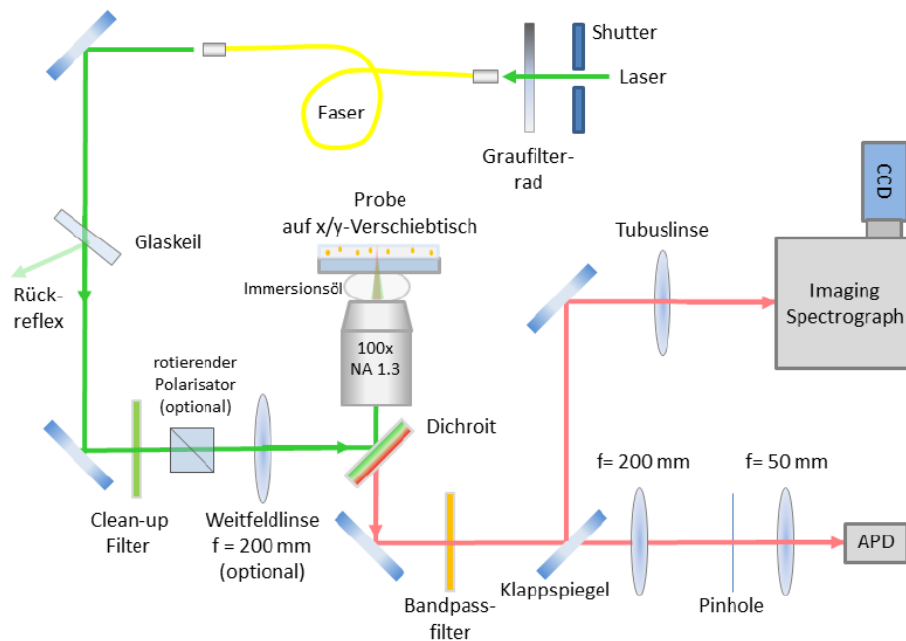 Shutter
Laser
Faser
Graufilter-
rad
CCD
Probe
auf x/y-Verschiebtisch
Tubuslinse
Glaskeil
Immersionsöl
Imaging
Spectrograph
Rück-
reflex
100x
NA 1.3
rotierender
Polarisator
(optional)
Dichroit
f= 200 mm
f= 50 mm
Clean-up
Filter
Weitfeldlinse
f = 200 mm
(optional)
APD
Klappspiegel
Pinhole
Bandpass-
filter